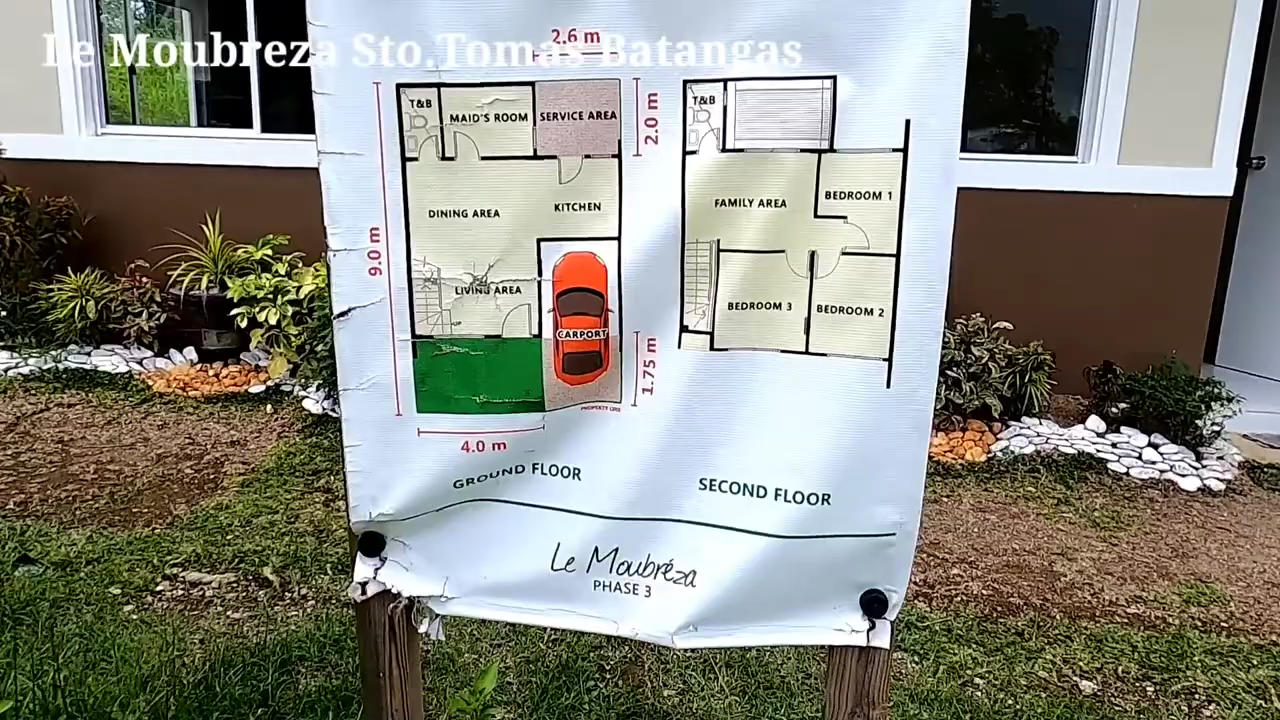 Le Moubreza Sto.Tomas Batangas
2.6 m
T&B
MAID'S ROOM
SERVICE AREA
2.0 m
DINING AREA
KITCHEN
9.0 m
LIVING AREA
CARPORT
1.75 m
PROPERTY LINE
4.0 m
GROUND FLOOR
T&B
FAMILY AREA
BEDROOM 1
BEDROOM 3
BEDROOM 2
SECOND FLOOR
Le Moubréza
PHASE 3